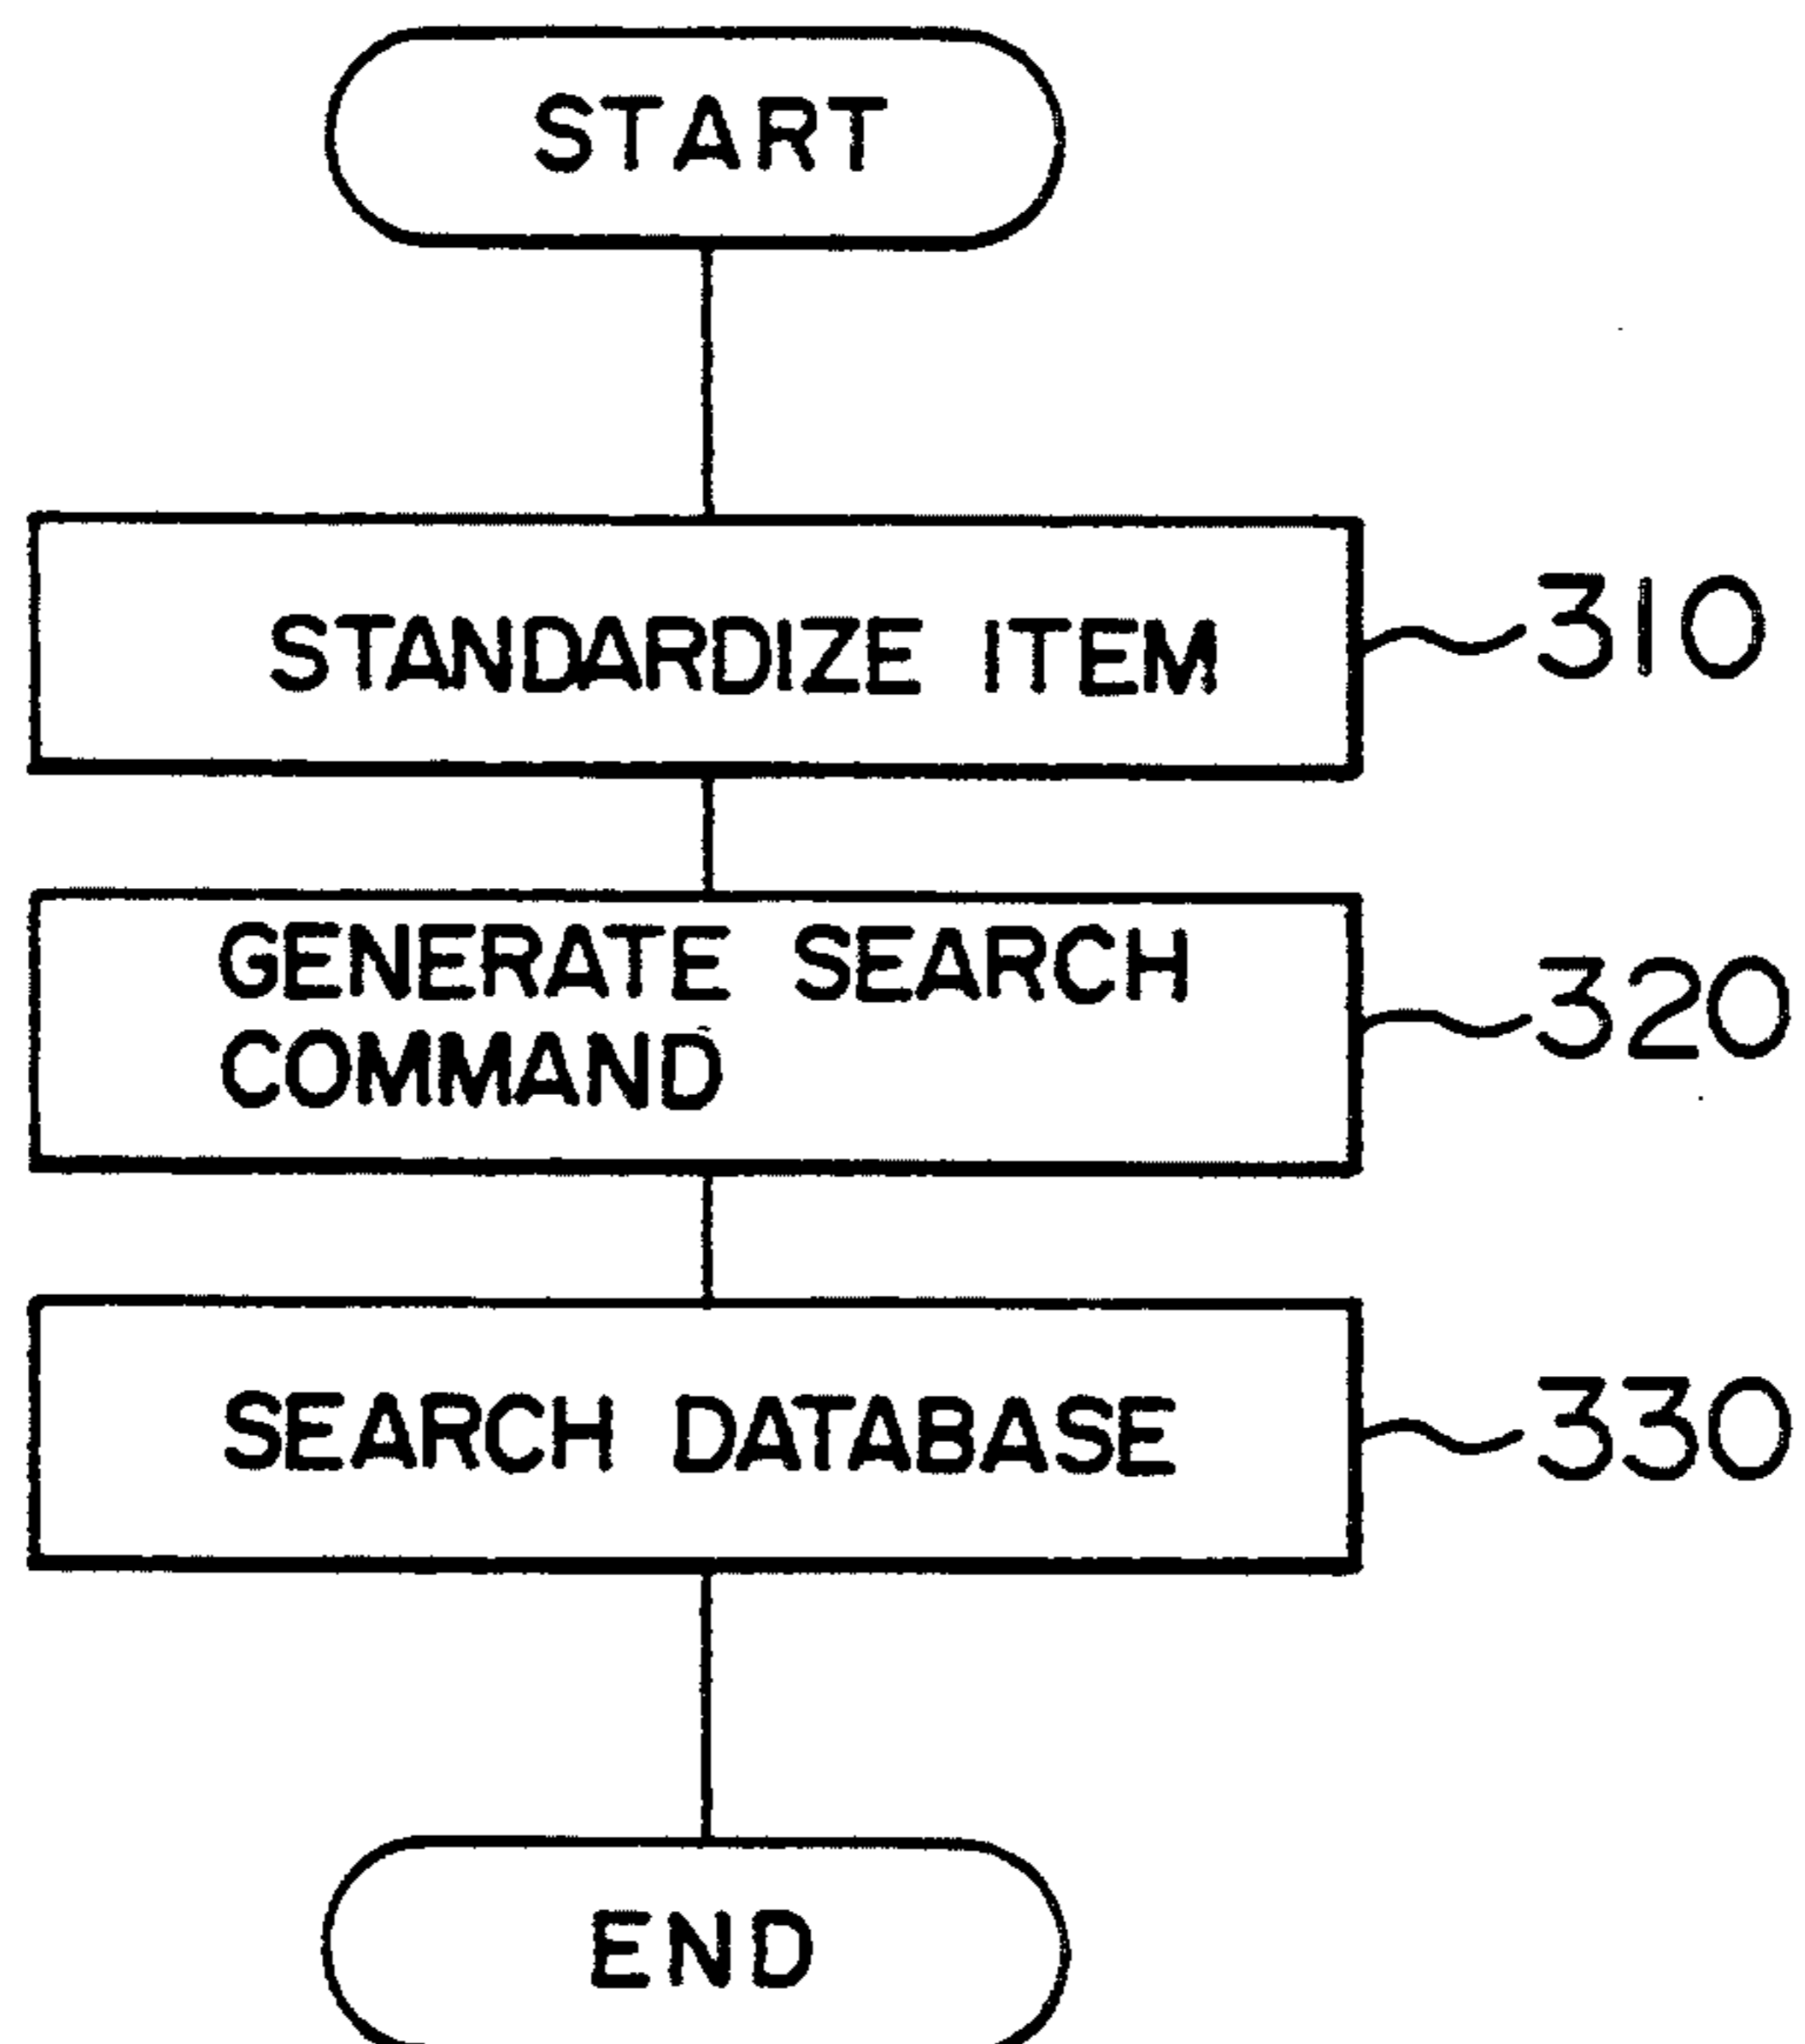 START
STANDARDIZE ITEM
310
GENERATE SEARCH
COMMAND
320
SEARCH DATABASE
330
END